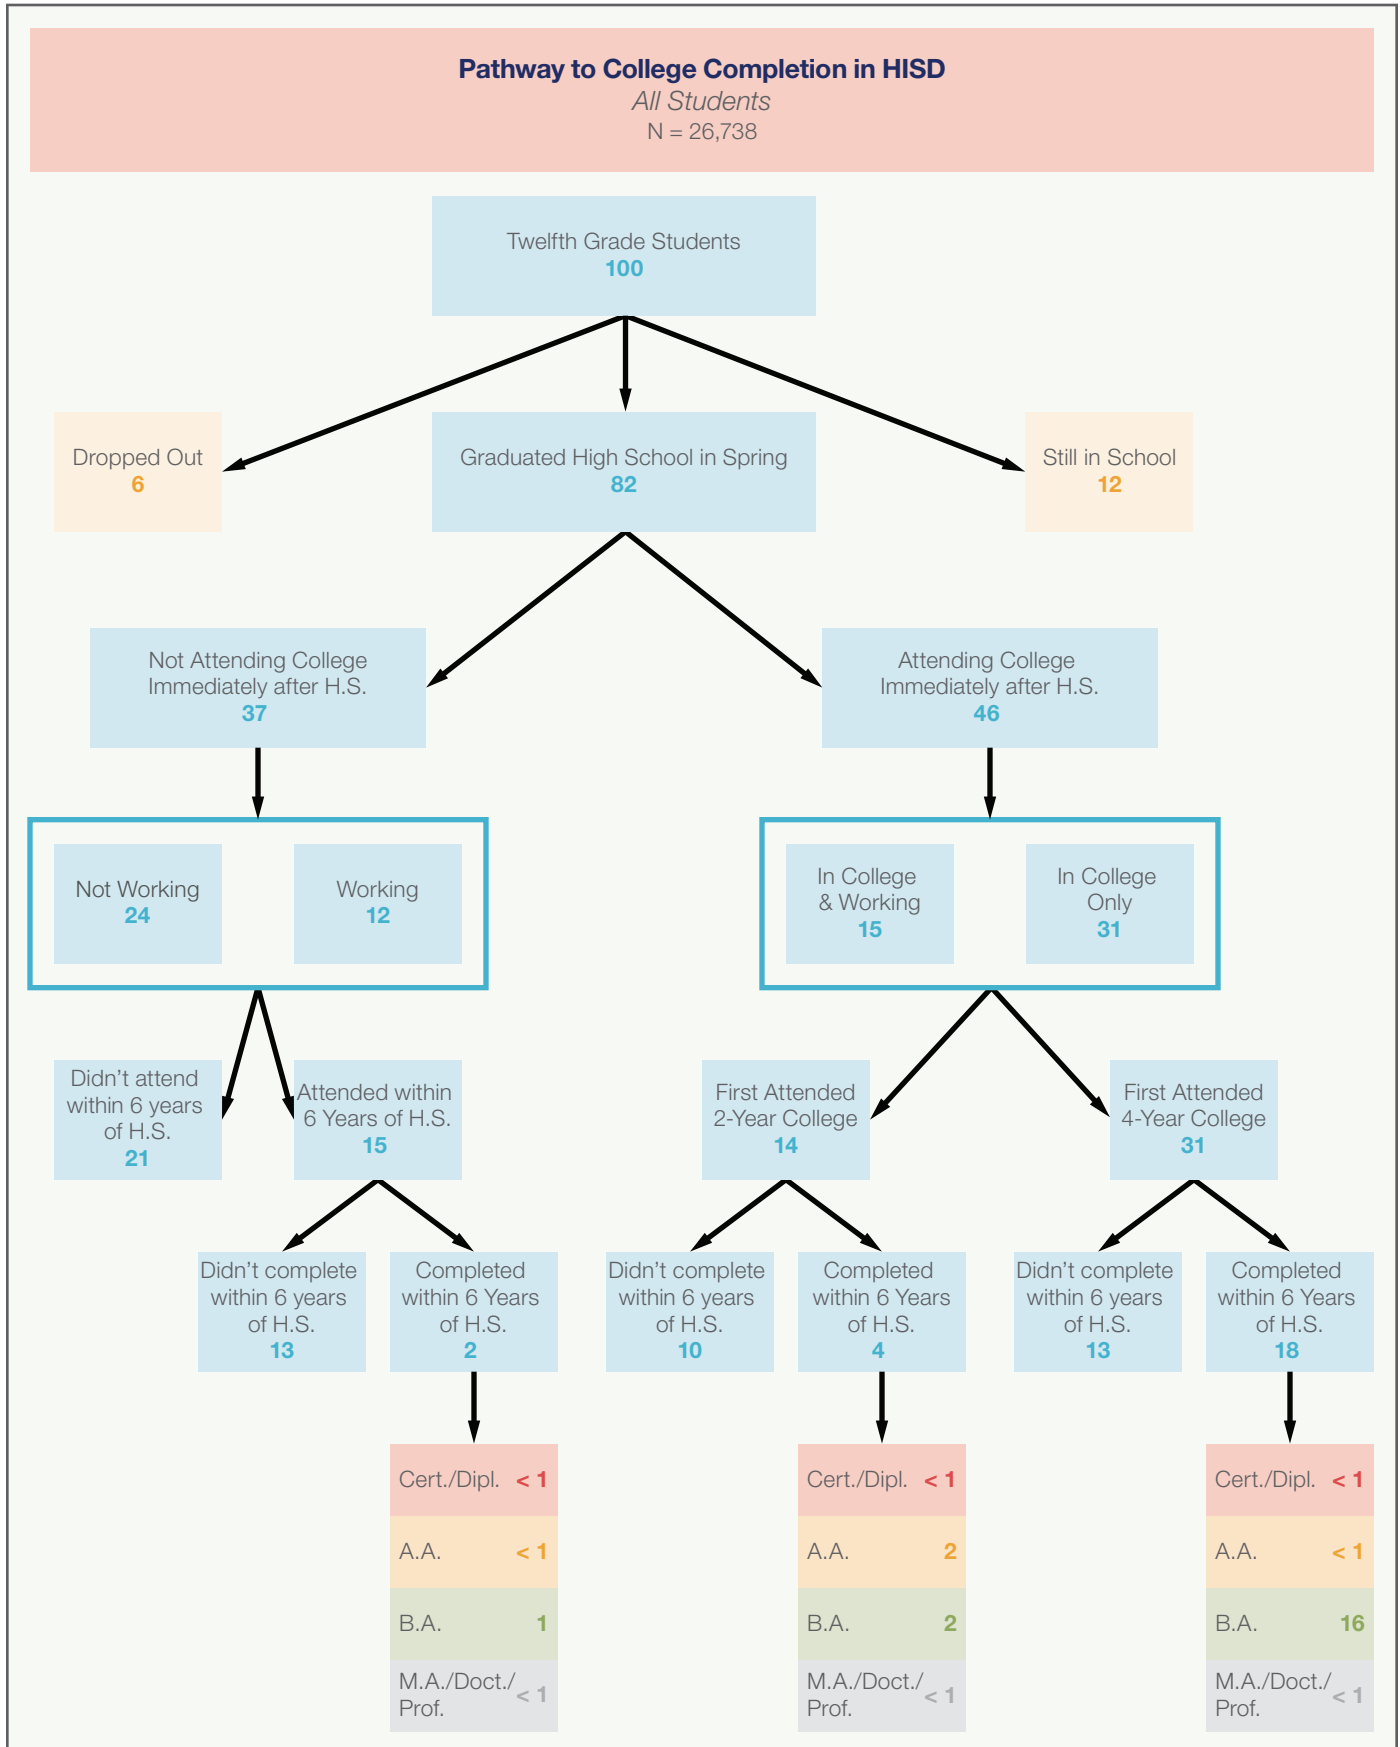 Pathway to College Completion in HISD
All Students
N = 26,738
Twelfth Grade Students
100
Dropped Out
6
Graduated High School in Spring
82
Still in School
12
Not Attending College
Immediately after H.S.
37
Attending College
Immediately after H.S.
46
Not Working
24
Working
12
In College
& Working
15
In College
Only
31
Didn't attend
within 6 years
of H.S.
21
Attended within
6 Years of H.S.
15
First Attended
2-Year College
14
First Attended
4-Year College
31
Didn't complete
within 6 years
of H.S.
13
Completed
within 6 Years
of H.S.
2
Didn't complete
within 6 years
of H.S.
10
Completed
within 6 Years
of H.S.
4
Didn't complete
within 6 years
of H.S.
13
Completed
within 6 Years
of H.S.
18
Cert./Dipl. < 1
A.A. < 1
B.A. 1
M.A./Doct./
Prof. < 1
Cert./Dipl. < 1
A.A. 2
B.A. 2
M.A./Doct./
Prof. < 1
Cert./Dipl. < 1
A.A. < 1
B.A. 16
M.A./Doct./
Prof. < 1